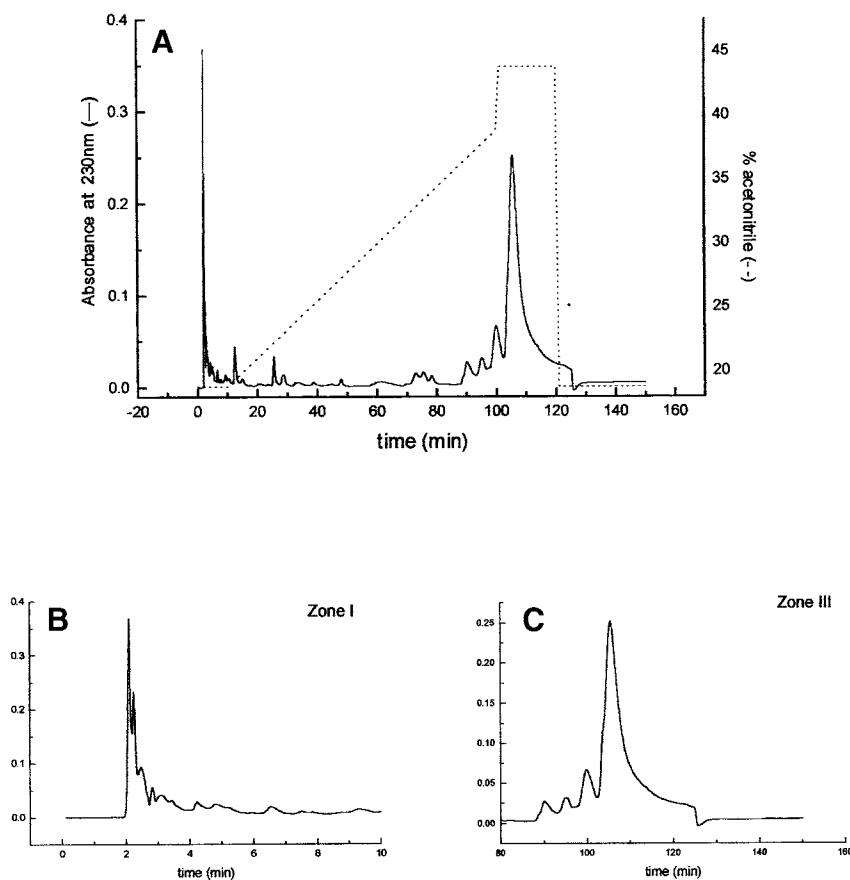 A
Absorbance at 230nm (—)
0.4
0.3
0.2
0.1
0.0
-20 0 20 40 60 80 100 120 140 160
time (min)
45
40
35
30
25
20
% acetonitrile (- -)
B
Zone I
0.4
0.3
0.2
0.1
0.0
0 2 4 6 8 10
time (min)
C
Zone III
0.25
0.20
0.15
0.10
0.05
0.00
80 100 120 140 160
time (min)